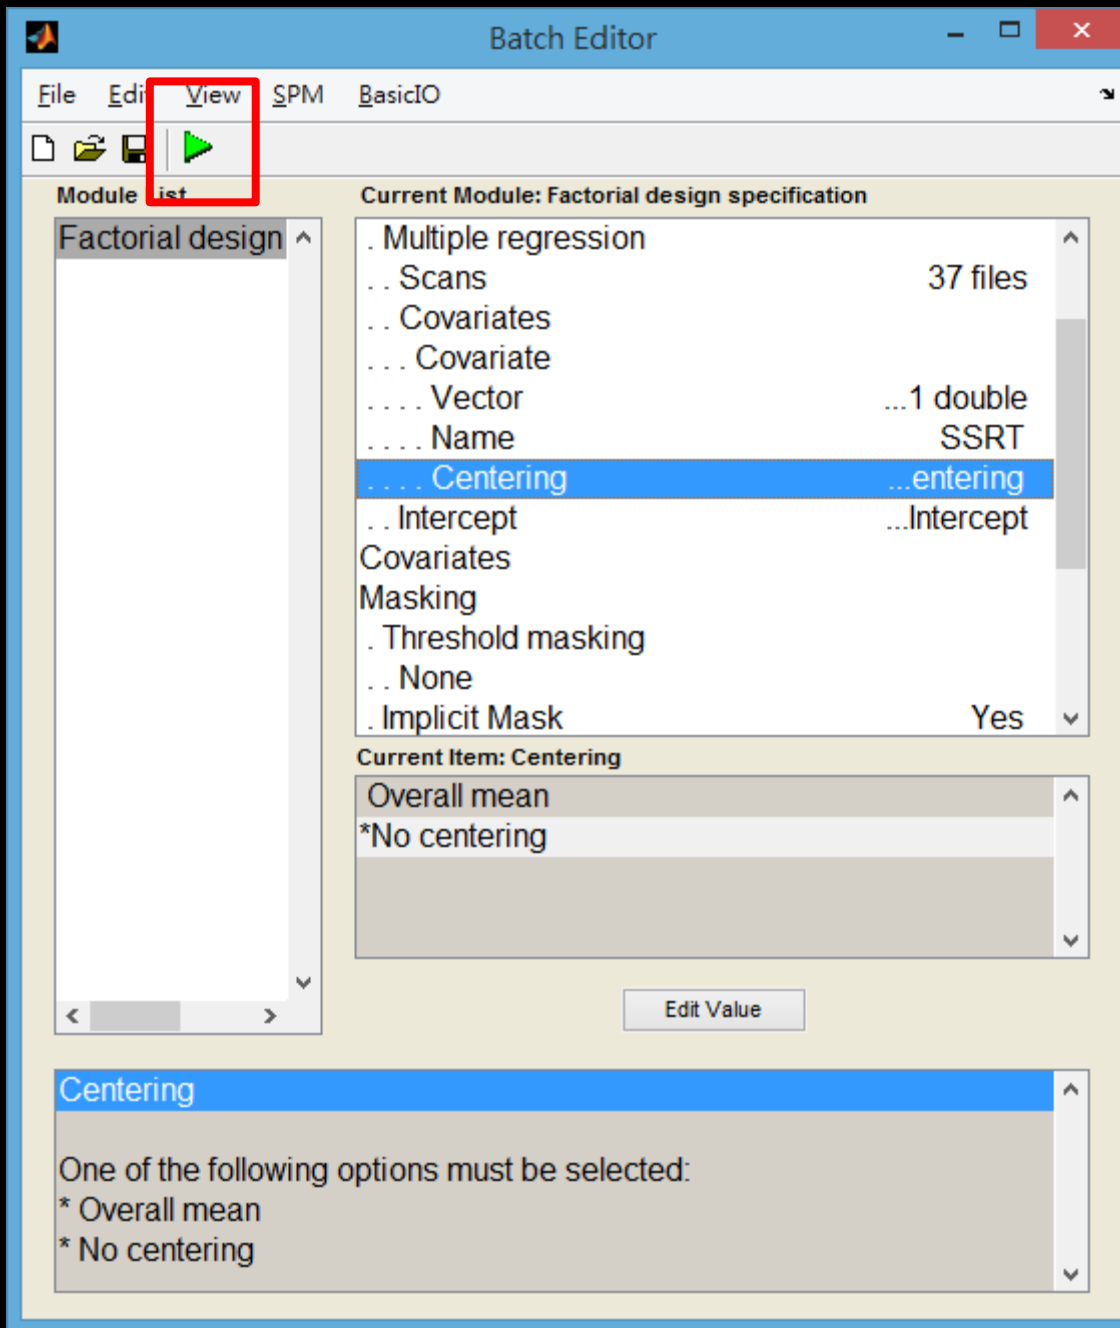 Batch Editor
File Edit View SPM BasicIO
Module List
Current Module: Factorial design specification
Factorial design
. Multiple regression
. . Scans 37 files
. . Covariates
. . . Covariate
. . . . Vector ...1 double
. . . . Name SSRT
. . . . Centering ...entering
. . Intercept ...Intercept
Covariates
Masking
. Threshold masking
. . None
. Implicit Mask Yes
Current Item: Centering
Overall mean
*No centering
Edit Value
Centering
One of the following options must be selected:
* Overall mean
* No centering